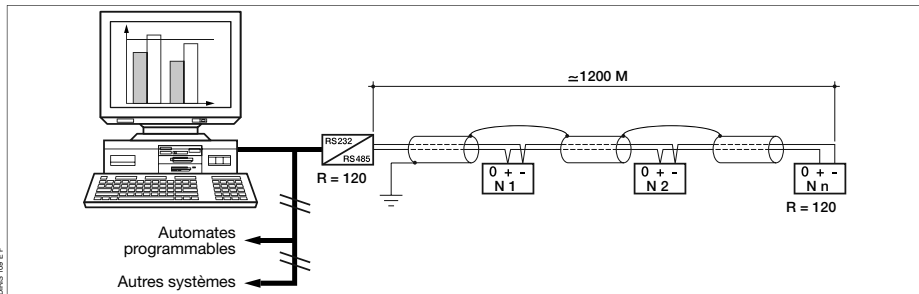 ≃1200 M
RS232
RS485
R = 120
0 + -
N 1
0 + -
N 2
0 + -
N n
R = 120
Automates
programmables
Autres systèmes